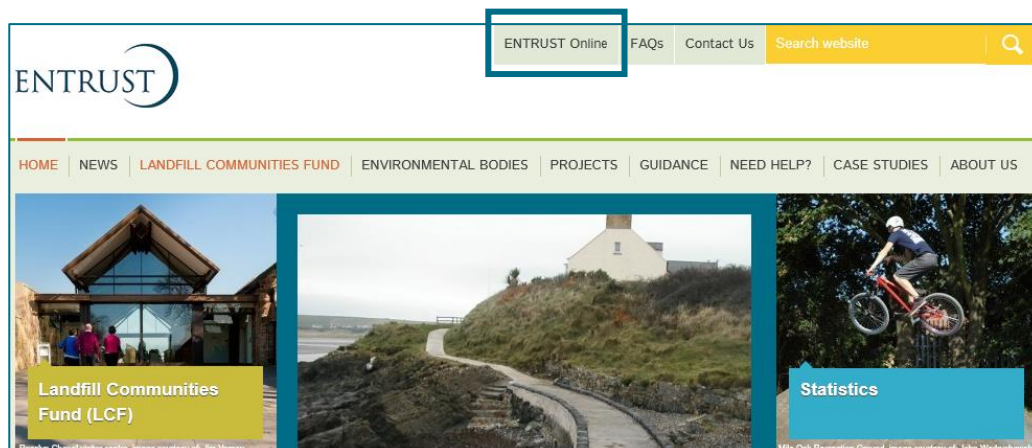 ENTRUST Online FAQs Contact Us Search website
ENTRUST
HOME NEWS LANDFILL COMMUNITIES FUND ENVIRONMENTAL BODIES PROJECTS GUIDANCE NEED HELP? CASE STUDIES ABOUT US
Landfill Communities
Fund (LCF)
Statistics